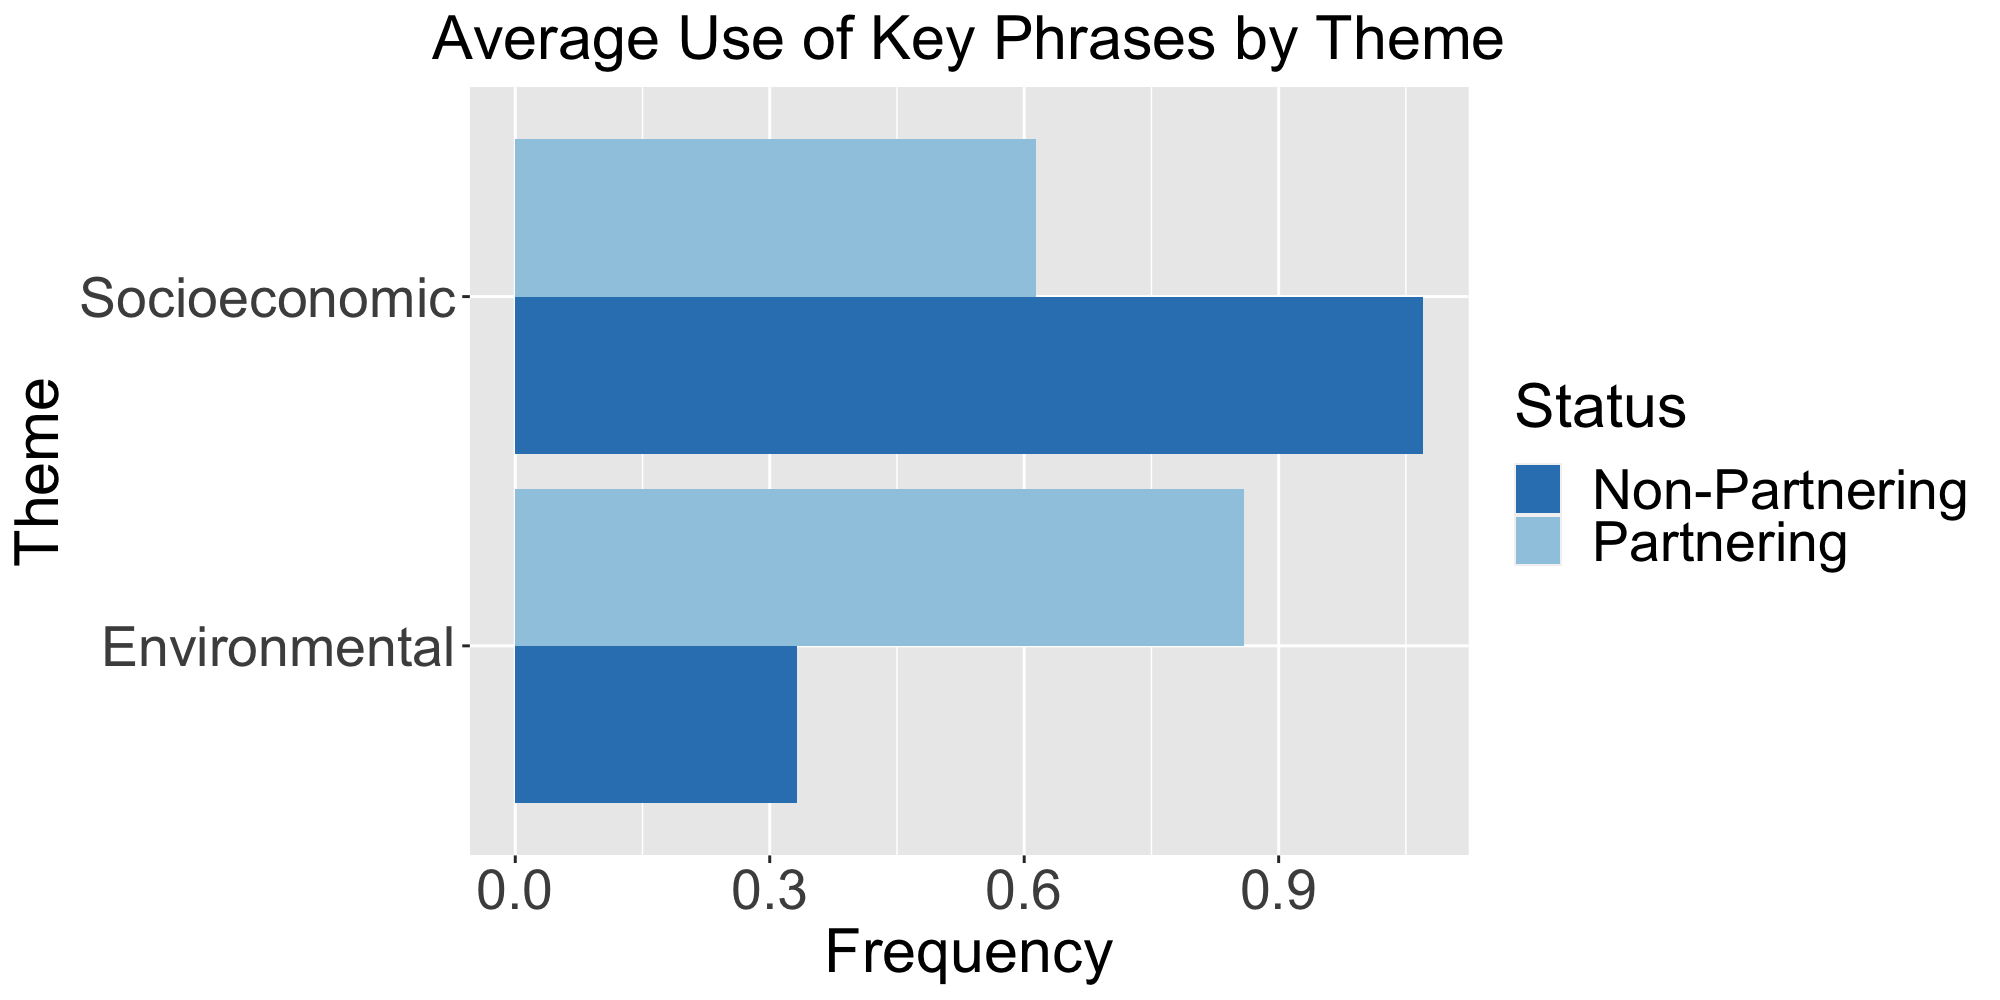 Average Use of Key Phrases by Theme
Theme
Socioeconomic
Environmental
0.0 0.3 0.6 0.9
Frequency
Status
Non-Partnering
Partnering